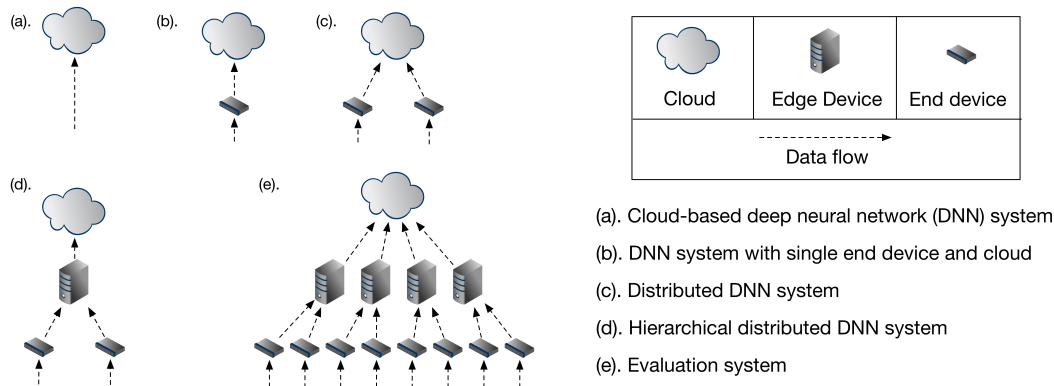 (a).
(b).
(c).
Cloud
Edge Device
End device
Data flow
(d).
(e).
(a). Cloud-based deep neural network (DNN) system
(b). DNN system with single end device and cloud
(c). Distributed DNN system
(d). Hierarchical distributed DNN system
(e). Evaluation system